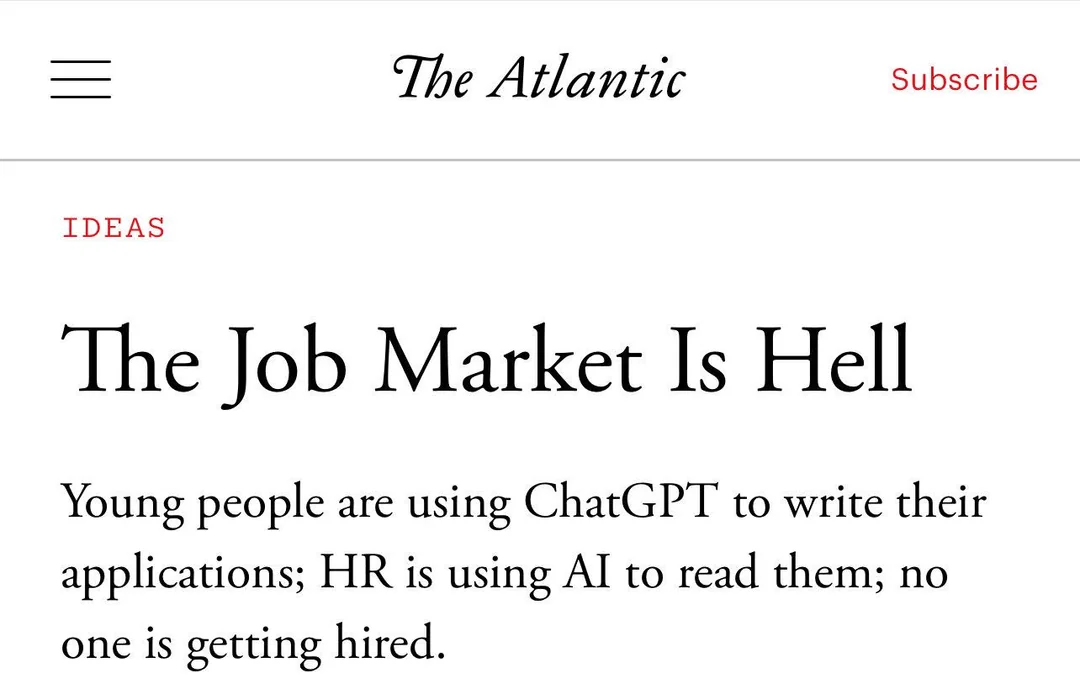 The Atlantic
Subscribe
IDEAS
The Job Market Is Hell
Young people are using ChatGPT to write their
applications; HR is using AI to read them; no
one is getting hired.